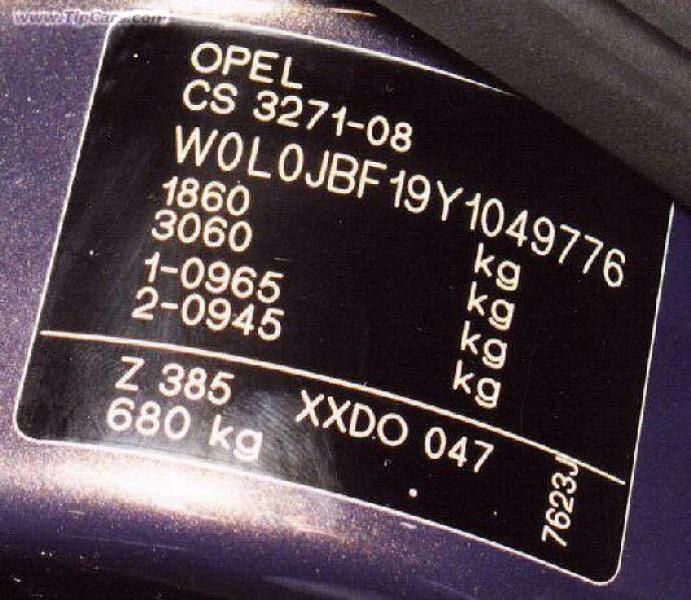 www.TipCars.com
OPEL
CS 3271-08
W0L0JBF19Y1049776
1860 kg
3060 kg
1-0965 kg
2-0945 kg
Z 385 XXDO 047
680 kg
7623J